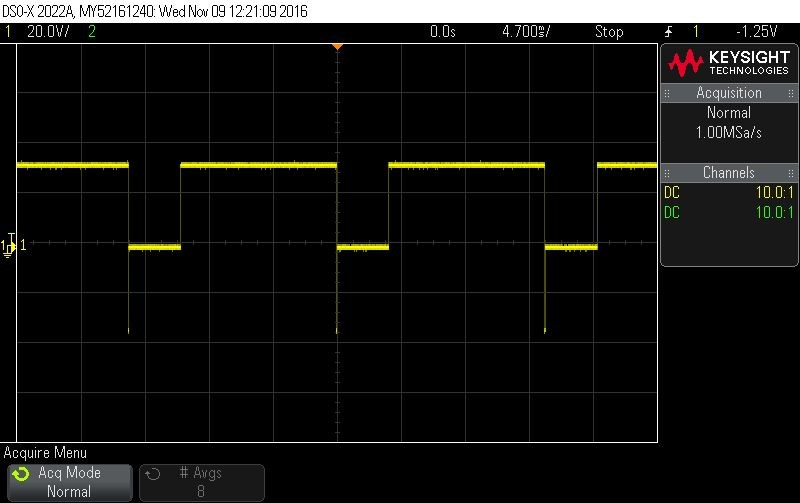 DSO-X 2022A, MY52161240: Wed Nov 09 12:21:09 2016
1 20.0V/ 2 0.0s 4.700ms/ Stop 1 -1.25V
KEYSIGHT
TECHNOLOGIES
Acquisition
Normal
1.00MSa/s
Channels
DC 10.0:1
DC 10.0:1
1 T 1
Acquire Menu
Acq Mode
Normal
# Avgs
8